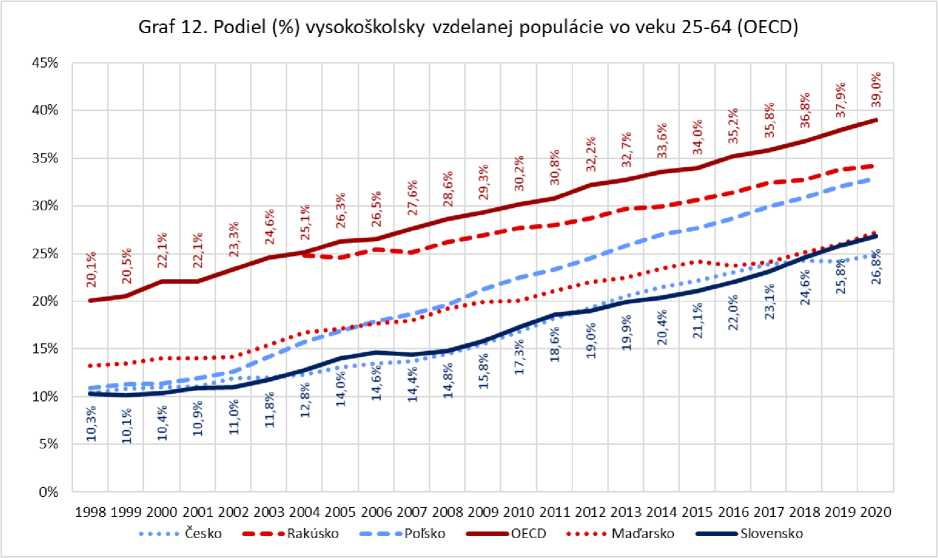 Graf 12. Podiel (%) vysokoškolsky vzdelanej populácie vo veku 25-64 (OECD)
45%
40%
35%
30%
25%
20%
15%
10%
5%
0%
20,1% 20,5% 22,1% 22,1% 23,3% 24,6% 25,1% 26,3% 26,5% 27,6% 28,6% 29,3% 30,2% 30,8% 32,2% 32,7% 33,6% 34,0% 35,2% 35,8% 36,8% 37,9% 39,0%
10,3% 10,1% 10,4% 10,9% 11,0% 11,8% 12,8% 14,0% 14,6% 14,4% 14,8% 15,8% 17,3% 18,6% 19,0% 19,9% 20,4% 21,1% 22,0% 23,1% 24,6% 25,8% 26,8%
1998 1999 2000 2001 2002 2003 2004 2005 2006 2007 2008 2009 2010 2011 2012 2013 2014 2015 2016 2017 2018 2019 2020
Česko Rakúsko Poľsko OECD Maďarsko Slovensko